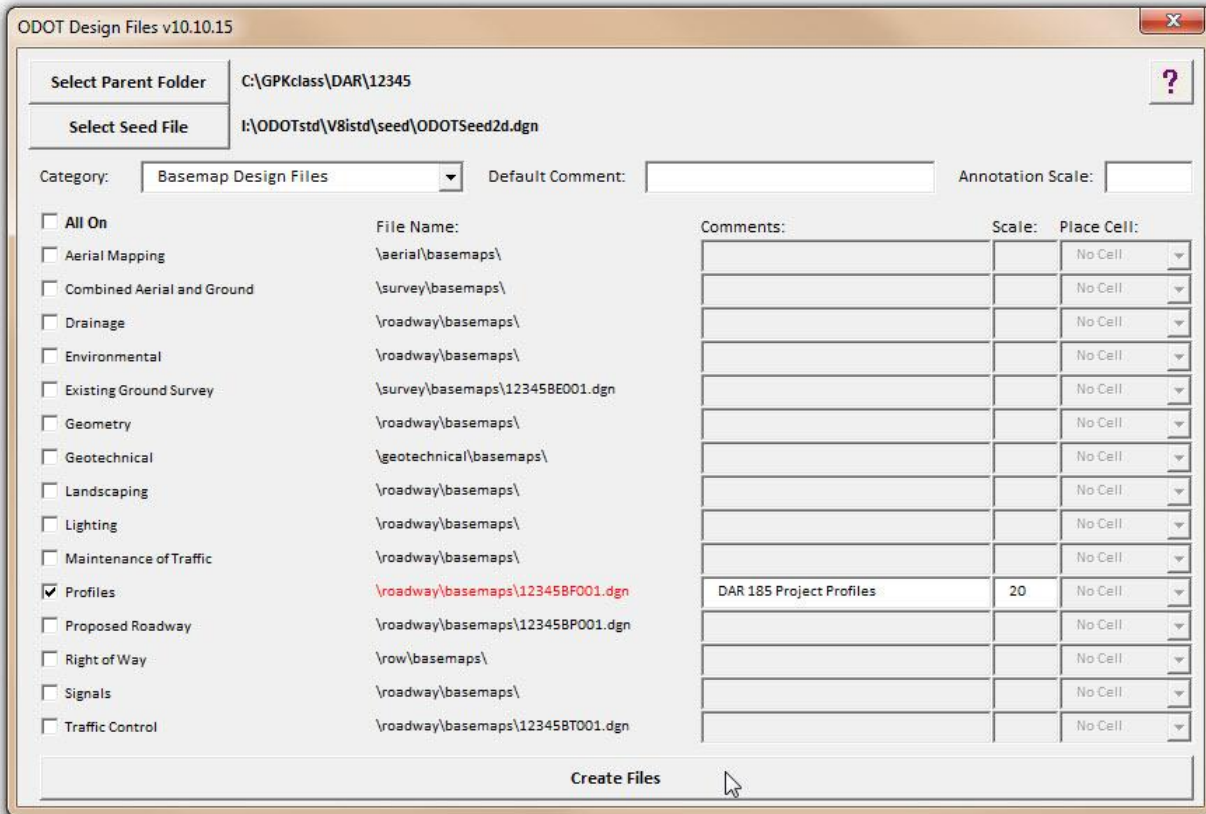 ODOT Design Files v10.10.15
Select Parent Folder C:\GPKclass\DAR\12345 ?
Select Seed File I:\ODOTstd\V8istd\seed\ODOTSeed2d.dgn
Category: Basemap Design Files Default Comment: Annotation Scale:
All On File Name: Comments: Scale: Place Cell:
Aerial Mapping \aerial\basemaps\ No Cell
Combined Aerial and Ground \survey\basemaps\ No Cell
Drainage \roadway\basemaps\ No Cell
Environmental \roadway\basemaps\ No Cell
Existing Ground Survey \survey\basemaps\12345BE001.dgn No Cell
Geometry \roadway\basemaps\ No Cell
Geotechnical \geotechnical\basemaps\ No Cell
Landscaping \roadway\basemaps\ No Cell
Lighting \roadway\basemaps\ No Cell
Maintenance of Traffic \roadway\basemaps\ No Cell
Profiles \roadway\basemaps\12345BF001.dgn DAR 185 Project Profiles 20 No Cell
Proposed Roadway \roadway\basemaps\12345BP001.dgn No Cell
Right of Way \row\basemaps\ No Cell
Signals \roadway\basemaps\ No Cell
Traffic Control \roadway\basemaps\12345BT001.dgn No Cell
Create Files